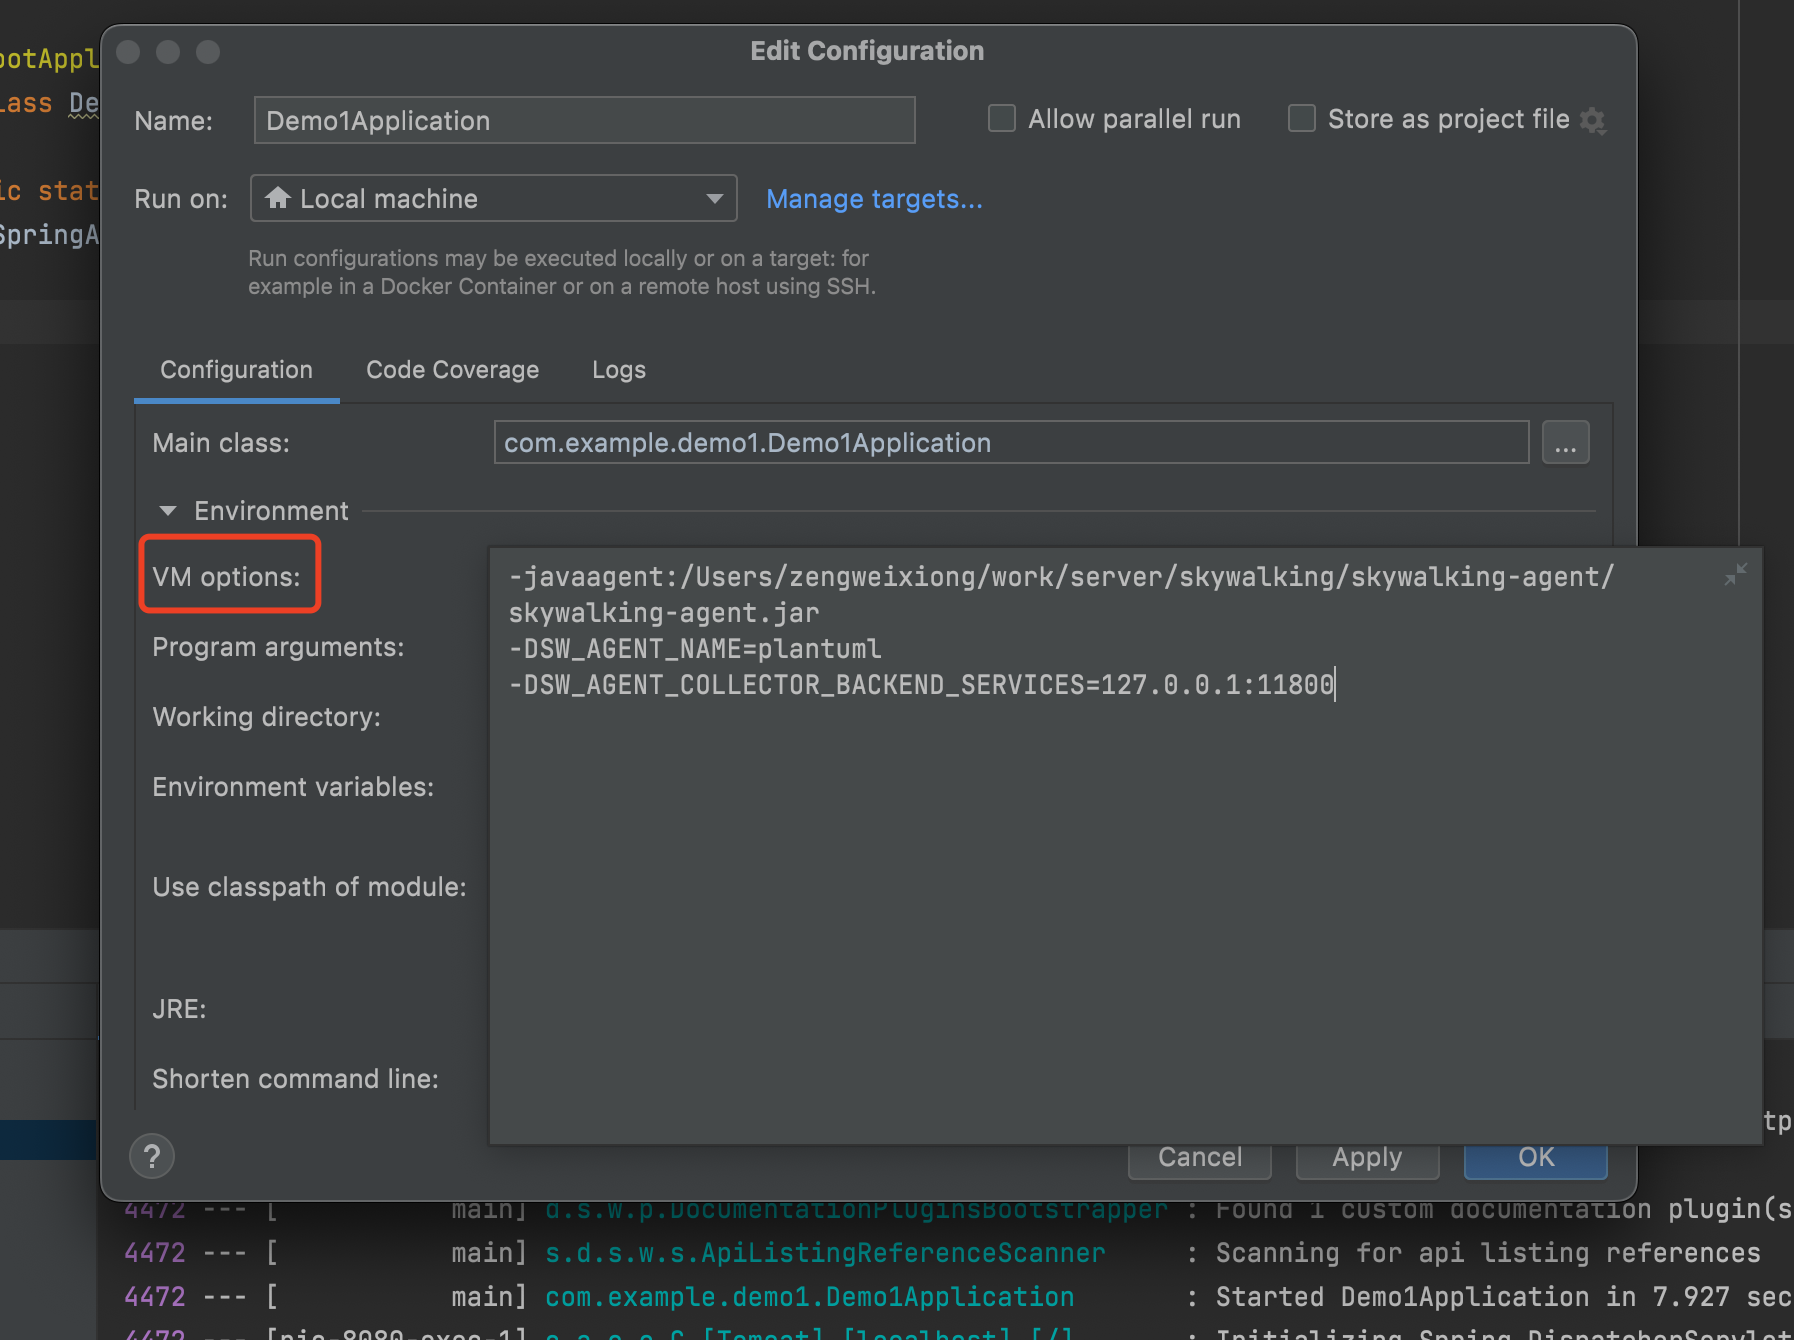 Edit Configuration
Name:
Demo1Application
Allow parallel run
Store as project file
Run on:
Local machine
Manage targets...
Run configurations may be executed locally or on a target: for
example in a Docker Container or on a remote host using SSH.
Configuration
Code Coverage
Logs
Main class:
com.example.demo1.Demo1Application
...
Environment
VM options:
-javaagent:/Users/zengweixiong/work/server/skywalking/skywalking-agent/
skywalking-agent.jar
-DSW_AGENT_NAME=plantuml
-DSW_AGENT_COLLECTOR_BACKEND_SERVICES=127.0.0.1:11800
Program arguments:
Working directory:
Environment variables:
Use classpath of module:
JRE:
Shorten command line:
?
Cancel
Apply
OK
ootAppl
lass De
ic stat
SpringA
tp
4472 --- [ main] d.s.w.p.DocumentationPluginsBootstrapper : Found 1 custom documentation plugin(s
4472 --- [ main] s.d.s.w.s.ApiListingReferenceScanner : Scanning for api listing references
4472 --- [ main] com.example.demo1.Demo1Application : Started Demo1Application in 7.927 sec
4472 --- [nio-8080-exec-1] o.a.c.c.C.[Tomcat].[localhost].[/] : Initializing Spring DispatcherServlet